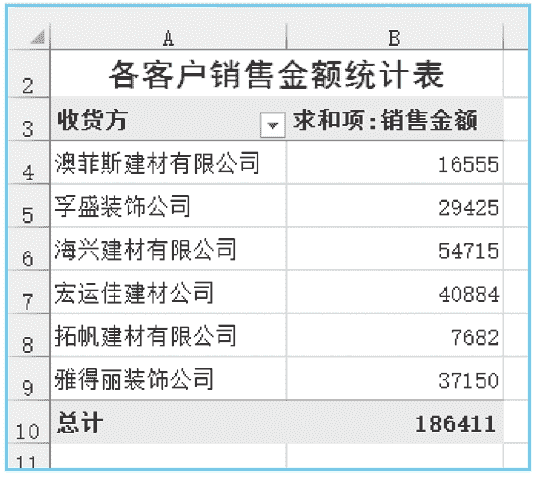 A B
2 各客户销售金额统计表
3 收货方 求和项:销售金额
4 澳菲斯建材有限公司 16555
5 孚盛装饰公司 29425
6 海兴建材有限公司 54715
7 宏运佳建材公司 40884
8 拓帆建材有限公司 7682
9 雅得丽装饰公司 37150
10 总计 186411
11